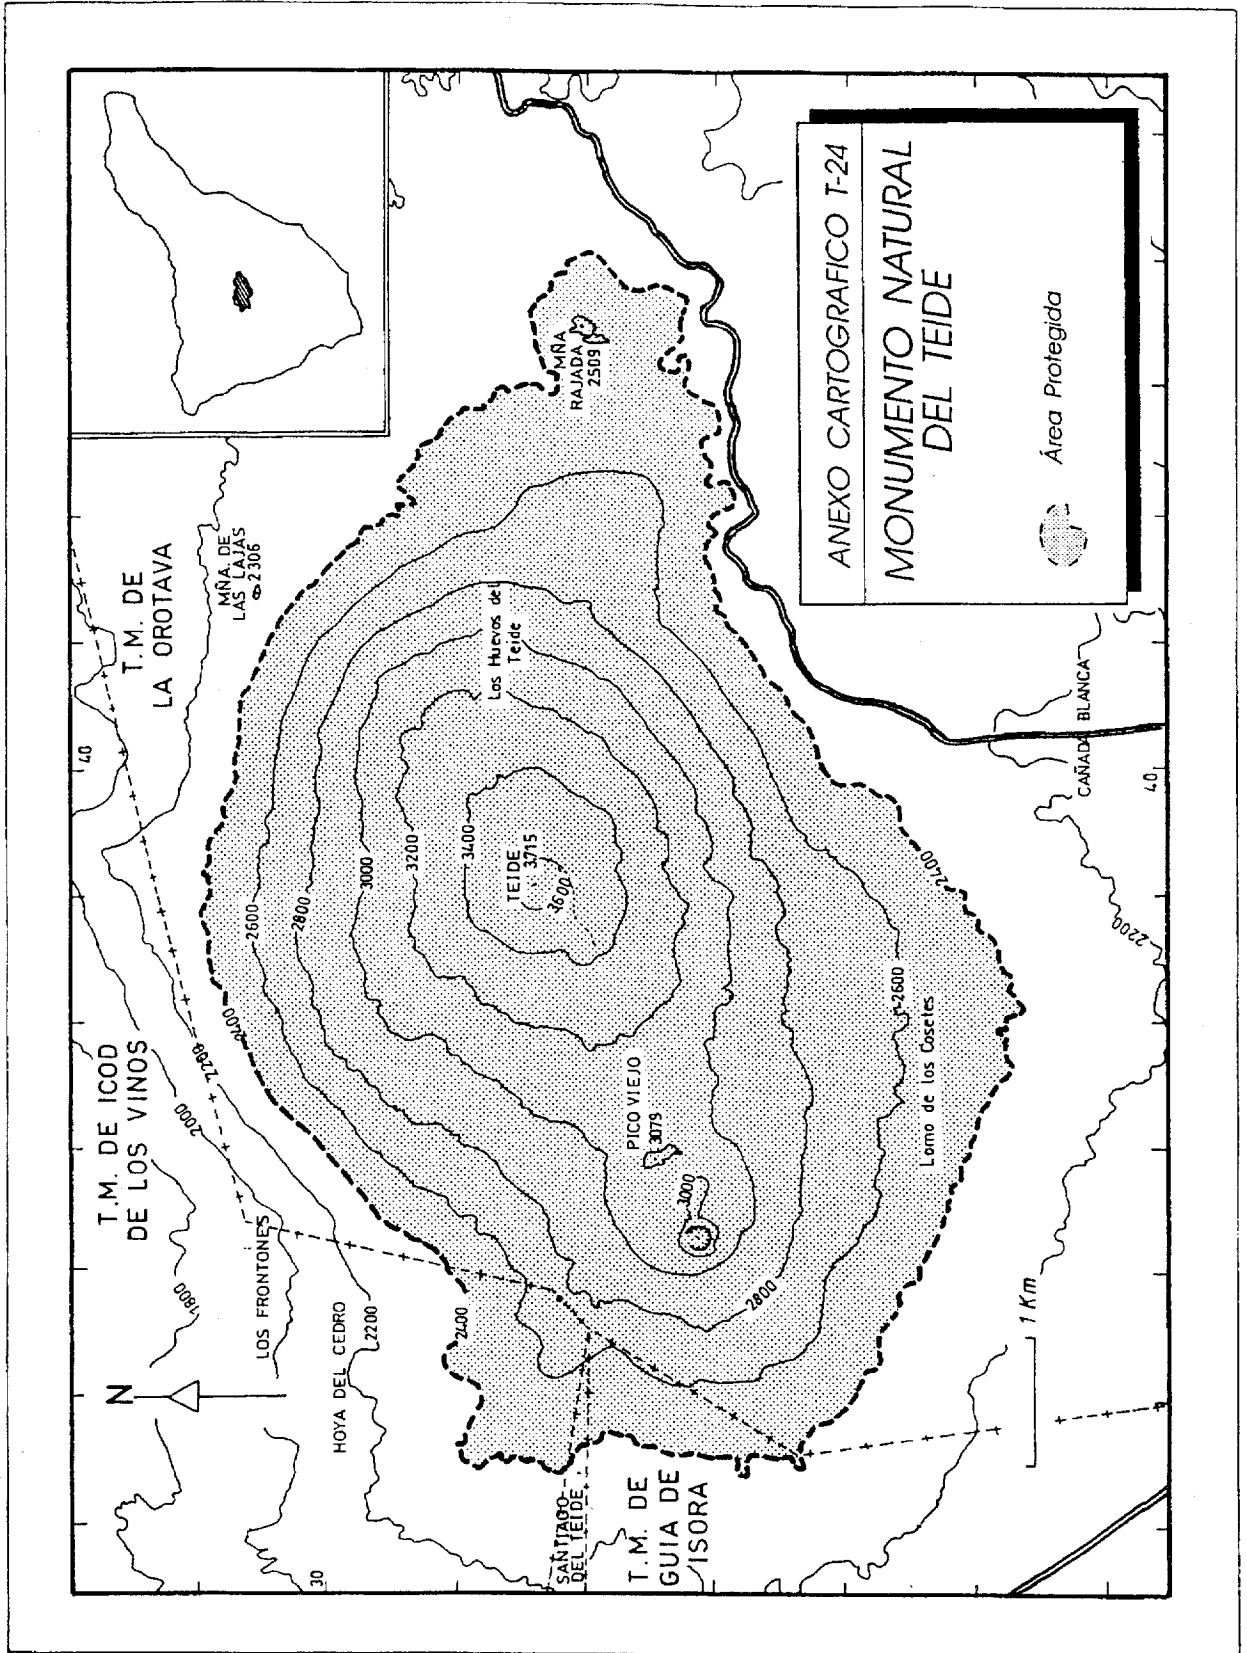 ANEXO CARTOGRAFICO T-24
MONUMENTO NATURAL
DEL TEIDE
Área Protegida
N
T.M. DE ICOD
DE LOS VINOS
T.M. DE
LA OROTAVA
MÑA. DE
LAS LAJAS
2306
40
1800
2000
2200
LOS FRONTONES
HOYA DEL CEDRO
2200
30
2400
2400
2600
2800
3000
3200
3400
TEIDE
3.715
3600
Los Huevos del
Teide
MÑA
RAJADA
2509
PICO VIEJO
3079
3000
2800
2600
Lomo de los Cosetes
2400
2200
SANTIAGO
DEL TEIDE
T.M. DE
GUIA DE
ISORA
1 Km
CAÑADA BLANCA
40